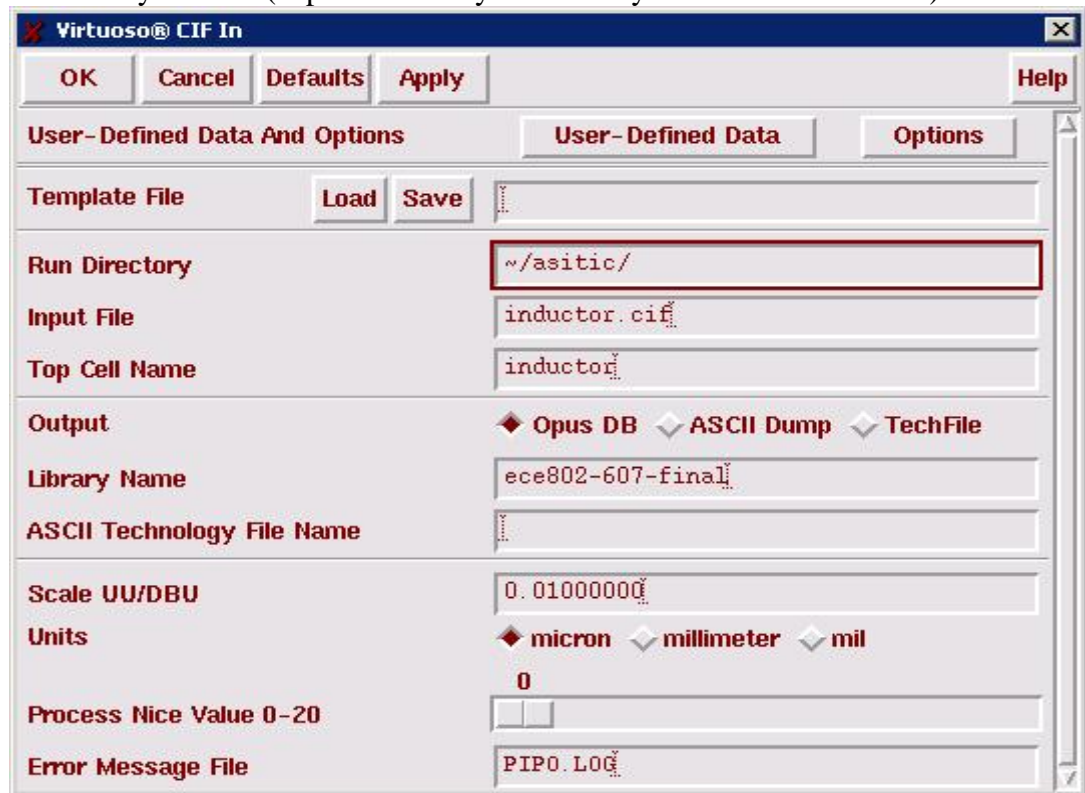 Virtuoso® CIF In
OK Cancel Defaults Apply Help
User-Defined Data And Options User-Defined Data Options
Template File Load Save
Run Directory ~/asitic/
Input File inductor.cif
Top Cell Name inductor
Output Opus DB ASCII Dump TechFile
Library Name ece802-607-final
ASCII Technology File Name
Scale UU/DBU 0.01000000
Units micron millimeter mil
0
Process Nice Value 0-20
Error Message File PIPO.LOG